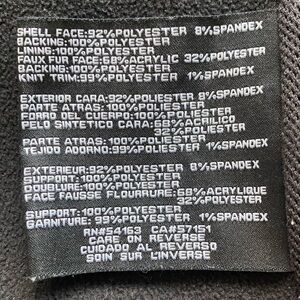 SHELL FACE:92%POLYESTER 8%SPANDEX
BACKING:100%POLYESTER
LINING:100%POLYESTER
FAUX FUR FACE:68%ACRYLIC 32%POLYESTER
BACKING:100%POLYESTER
KNIT TRIM:99%POLYESTER 1%SPANDEX
EXTERIOR CARA:92%POLYESTER 8%SPANDEX
PARTE ATRAS:100%POLIESTER
FORRO DEL CUERPO:100%POLIESTER
PELO SINTETICO CARA:68%ACRILICO
32%POLIESTER
PARTE ATRAS:100%POLIESTER
TEJIDO ADORNO:99%POLIESTER 1%SPANDEX
EXTERIEUR:92%POLYESTER 8%SPANDEX
SUPPORT:100%POLYESTER
DOUBLURE:100%POLYESTER
FACE FAUSSE FLOURRURE:68%ACRYLIQUE
32%POLYESTER
SUPPORT:100%POLYESTER
GARNITURE:99%POLYESTER 1%SPANDEX
RN#54163 CA#57151
CARE ON REVERSE
CUIDADO AL REVERSO
SOIN SUR L'INVERSE